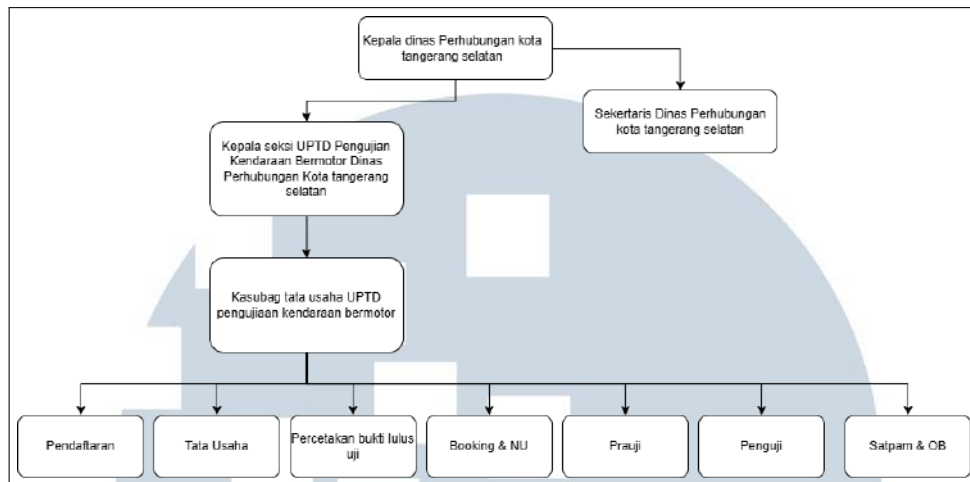 Kepala dinas Perhubungan kota
tangerang selatan
Sekertaris Dinas Perhubungan
kota tangerang selatan
Kepala seksi UPTD Pengujian
Kendaraan Bermotor Dinas
Perhubungan Kota tangerang
selatan
Kasubag tata usaha UPTD
pengujiaan kendaraan bermotor
Pendaftaran
Tata Usaha
Percetakan bukti lulus
uji
Booking & NU
Prauji
Penguji
Satpam & OB